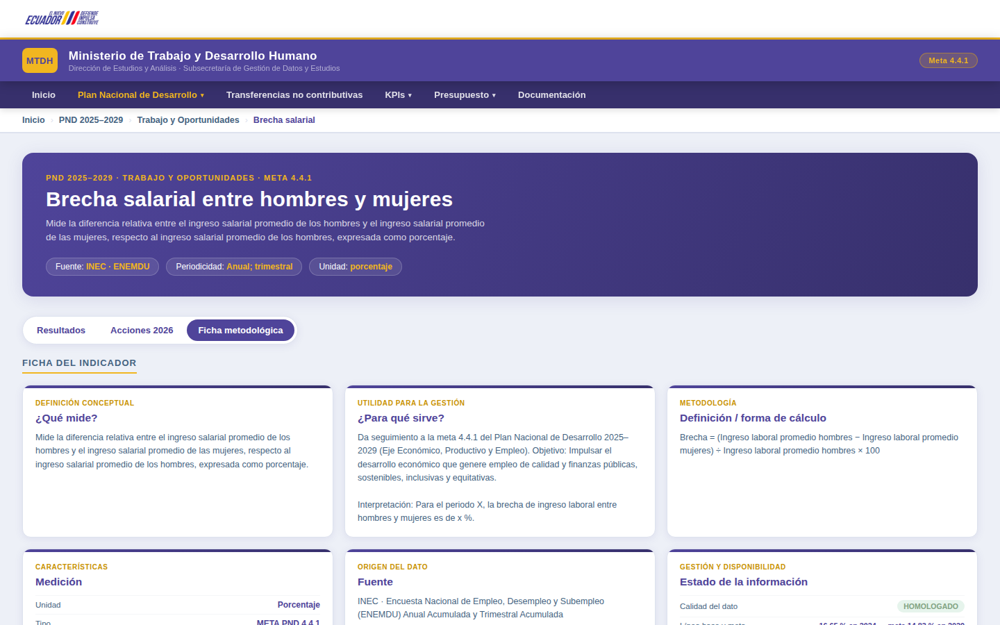 EL NUEVO
ECUADOR
DEFIENDE
IMPULSA
CONSTRUYE
MTDH
Ministerio de Trabajo y Desarrollo Humano
Dirección de Estudios y Análisis · Subsecretaría de Gestión de Datos y Estudios
Meta 4.4.1
Inicio
Plan Nacional de Desarrollo ▾
Transferencias no contributivas
KPIs ▾
Presupuesto ▾
Documentación
Inicio › PND 2025–2029 › Trabajo y Oportunidades › Brecha salarial
PND 2025–2029 · TRABAJO Y OPORTUNIDADES · META 4.4.1
Brecha salarial entre hombres y mujeres
Mide la diferencia relativa entre el ingreso salarial promedio de los hombres y el ingreso salarial promedio
de las mujeres, respecto al ingreso salarial promedio de los hombres, expresada como porcentaje.
Fuente: INEC · ENEMDU
Periodicidad: Anual; trimestral
Unidad: porcentaje
Resultados
Acciones 2026
Ficha metodológica
FICHA DEL INDICADOR
DEFINICIÓN CONCEPTUAL
¿Qué mide?
Mide la diferencia relativa entre el ingreso salarial promedio de los
hombres y el ingreso salarial promedio de las mujeres, respecto al
ingreso salarial promedio de los hombres, expresada como porcentaje.
UTILIDAD PARA LA GESTIÓN
¿Para qué sirve?
Da seguimiento a la meta 4.4.1 del Plan Nacional de Desarrollo 2025–
2029 (Eje Económico, Productivo y Empleo). Objetivo: Impulsar el
desarrollo económico que genere empleo de calidad y finanzas públicas,
sostenibles, inclusivas y equitativas.
Interpretación: Para el periodo X, la brecha de ingreso laboral entre
hombres y mujeres es de x %.
METODOLOGÍA
Definición / forma de cálculo
Brecha = (Ingreso laboral promedio hombres − Ingreso laboral promedio
mujeres) ÷ Ingreso laboral promedio hombres × 100
CARACTERÍSTICAS
Medición
Unidad Porcentaje
Tipo META PND 4.4.1
ORIGEN DEL DATO
Fuente
INEC · Encuesta Nacional de Empleo, Desempleo y Subempleo
(ENEMDU) Anual Acumulada y Trimestral Acumulada
GESTIÓN Y DISPONIBILIDAD
Estado de la información
Calidad del dato HOMOLOGADO